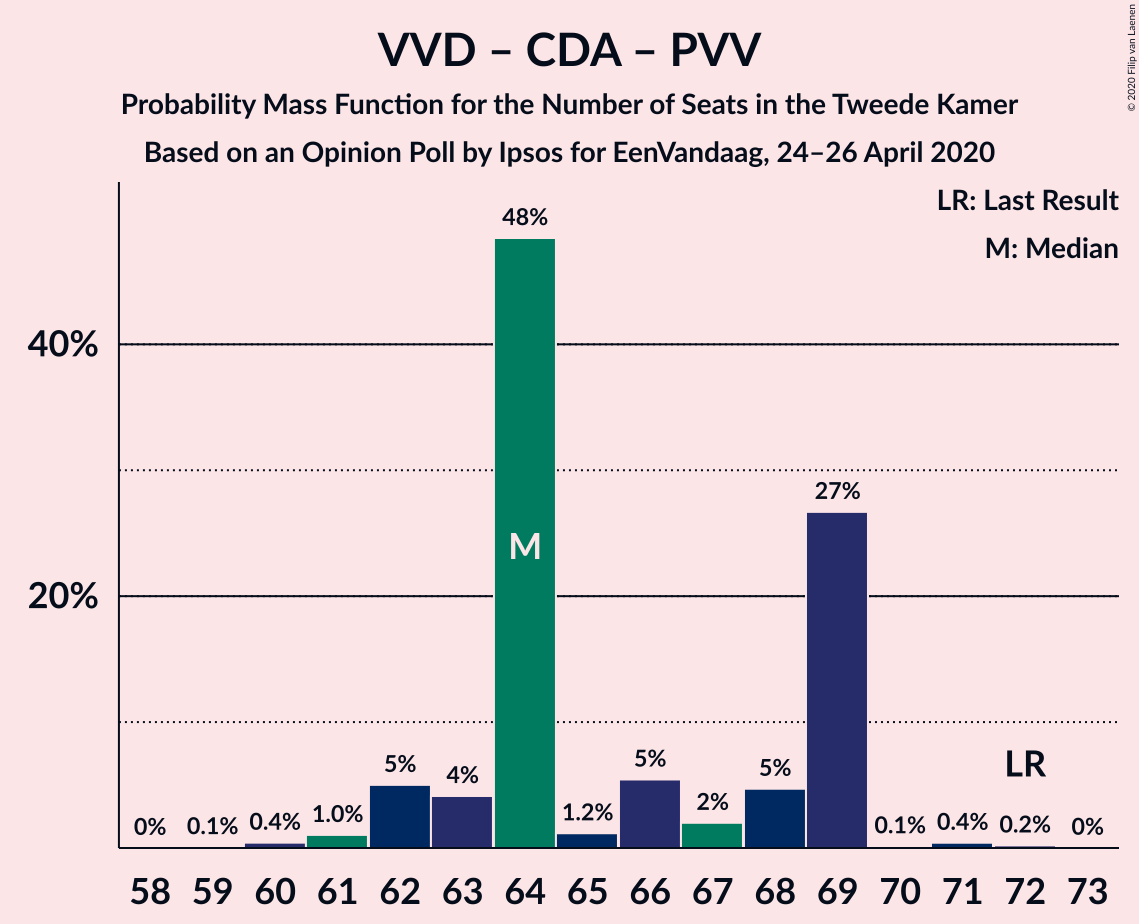 VVD – CDA – PVV
Probability Mass Function for the Number of Seats in the Tweede Kamer
Based on an Opinion Poll by Ipsos for EenVandaag, 24–26 April 2020
© 2020 Filip van Laenen
LR: Last Result
M: Median
40%
20%
0%
0.1%
0.4%
1.0%
5%
4%
48%
M
1.2%
5%
2%
5%
27%
0.1%
0.4%
LR
0.2%
0%
58 59 60 61 62 63 64 65 66 67 68 69 70 71 72 73